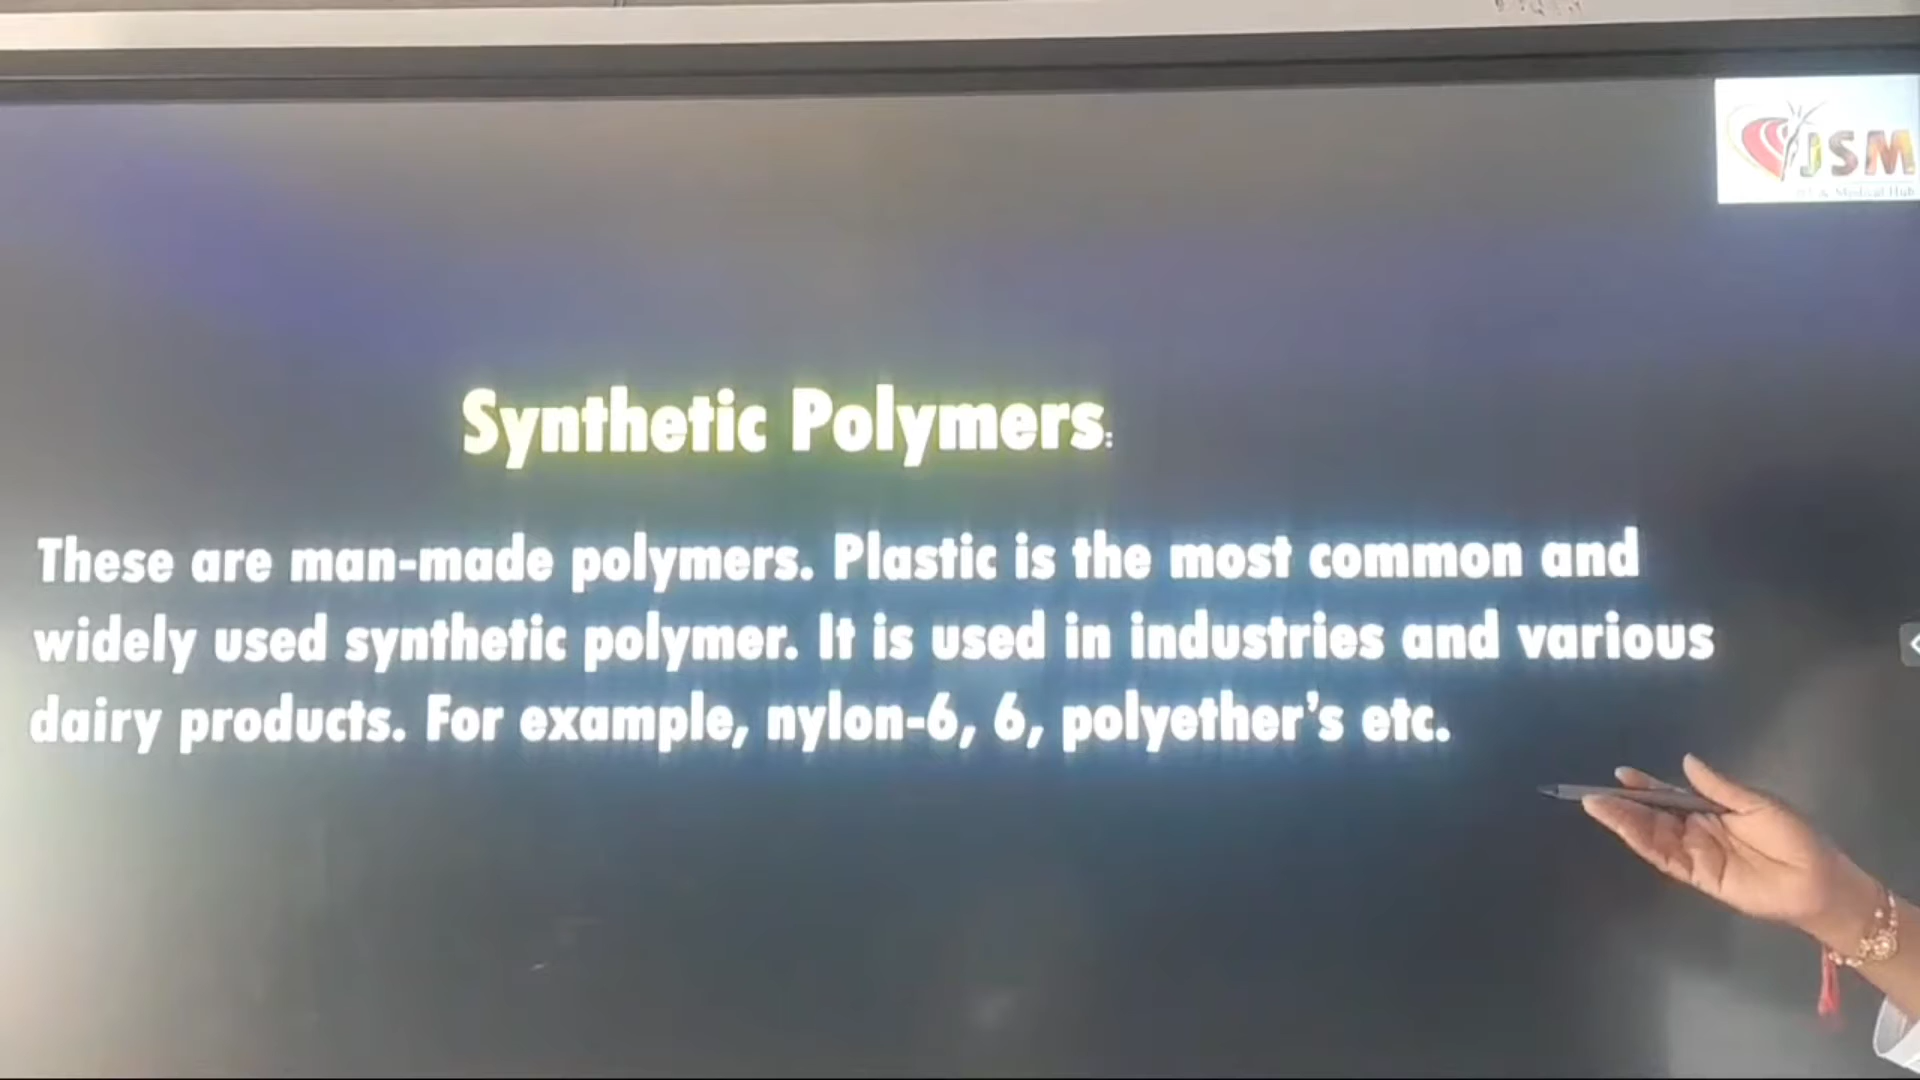 JSM
Synthetic Polymers:
These are man-made polymers. Plastic is the most common and
widely used synthetic polymer. It is used in industries and various
dairy products. For example, nylon-6, 6, polyether's etc.